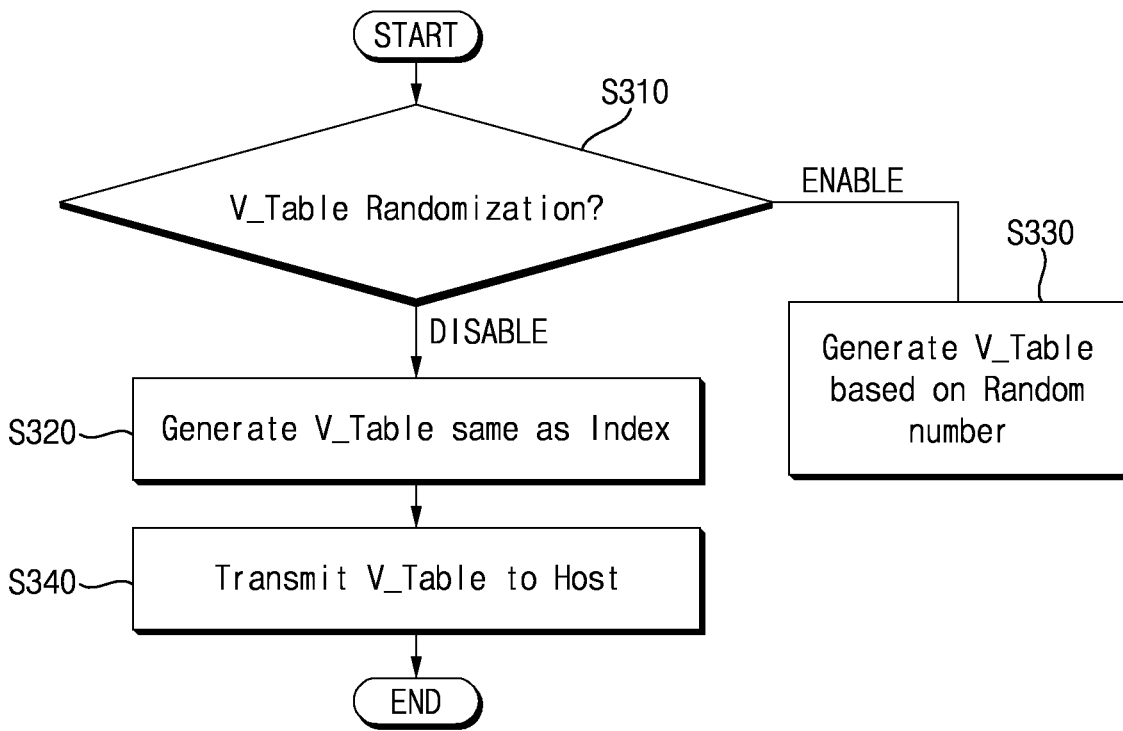 START
S310
V_Table Randomization?
ENABLE
S330
DISABLE
Generate V_Table
based on Random
number
S320
Generate V_Table same as Index
S340
Transmit V_Table to Host
END